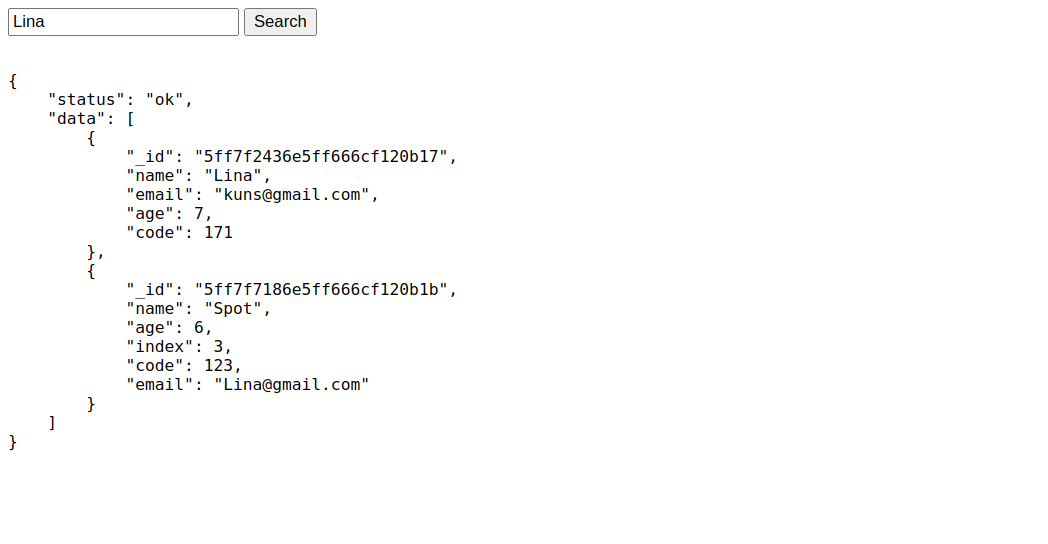 Lina Search
{
    "status": "ok",
    "data": [
        {
            "_id": "5ff7f2436e5ff666cf120b17",
            "name": "Lina",
            "email": "kuns@gmail.com",
            "age": 7,
            "code": 171
        },
        {
            "_id": "5ff7f7186e5ff666cf120b1b",
            "name": "Spot",
            "age": 6,
            "index": 3,
            "code": 123,
            "email": "Lina@gmail.com"
        }
    ]
}